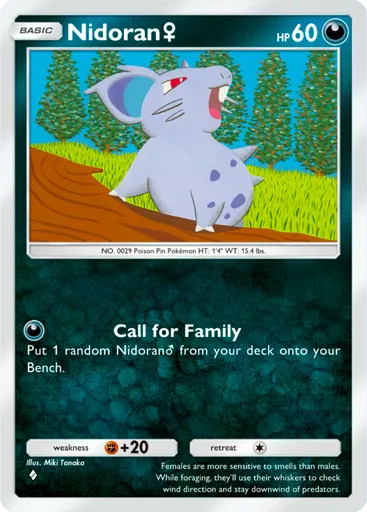 BASIC
Nidoran♀
HP 60
NO. 0029 Poison Pin Pokémon HT: 1'4" WT: 15.4 lbs.
Call for Family
Put 1 random Nidoran♂ from your deck onto your
Bench.
weakness +20
retreat
Illus. Miki Tanaka
Females are more sensitive to smells than males.
While foraging, they'll use their whiskers to check
wind direction and stay downwind of predators.